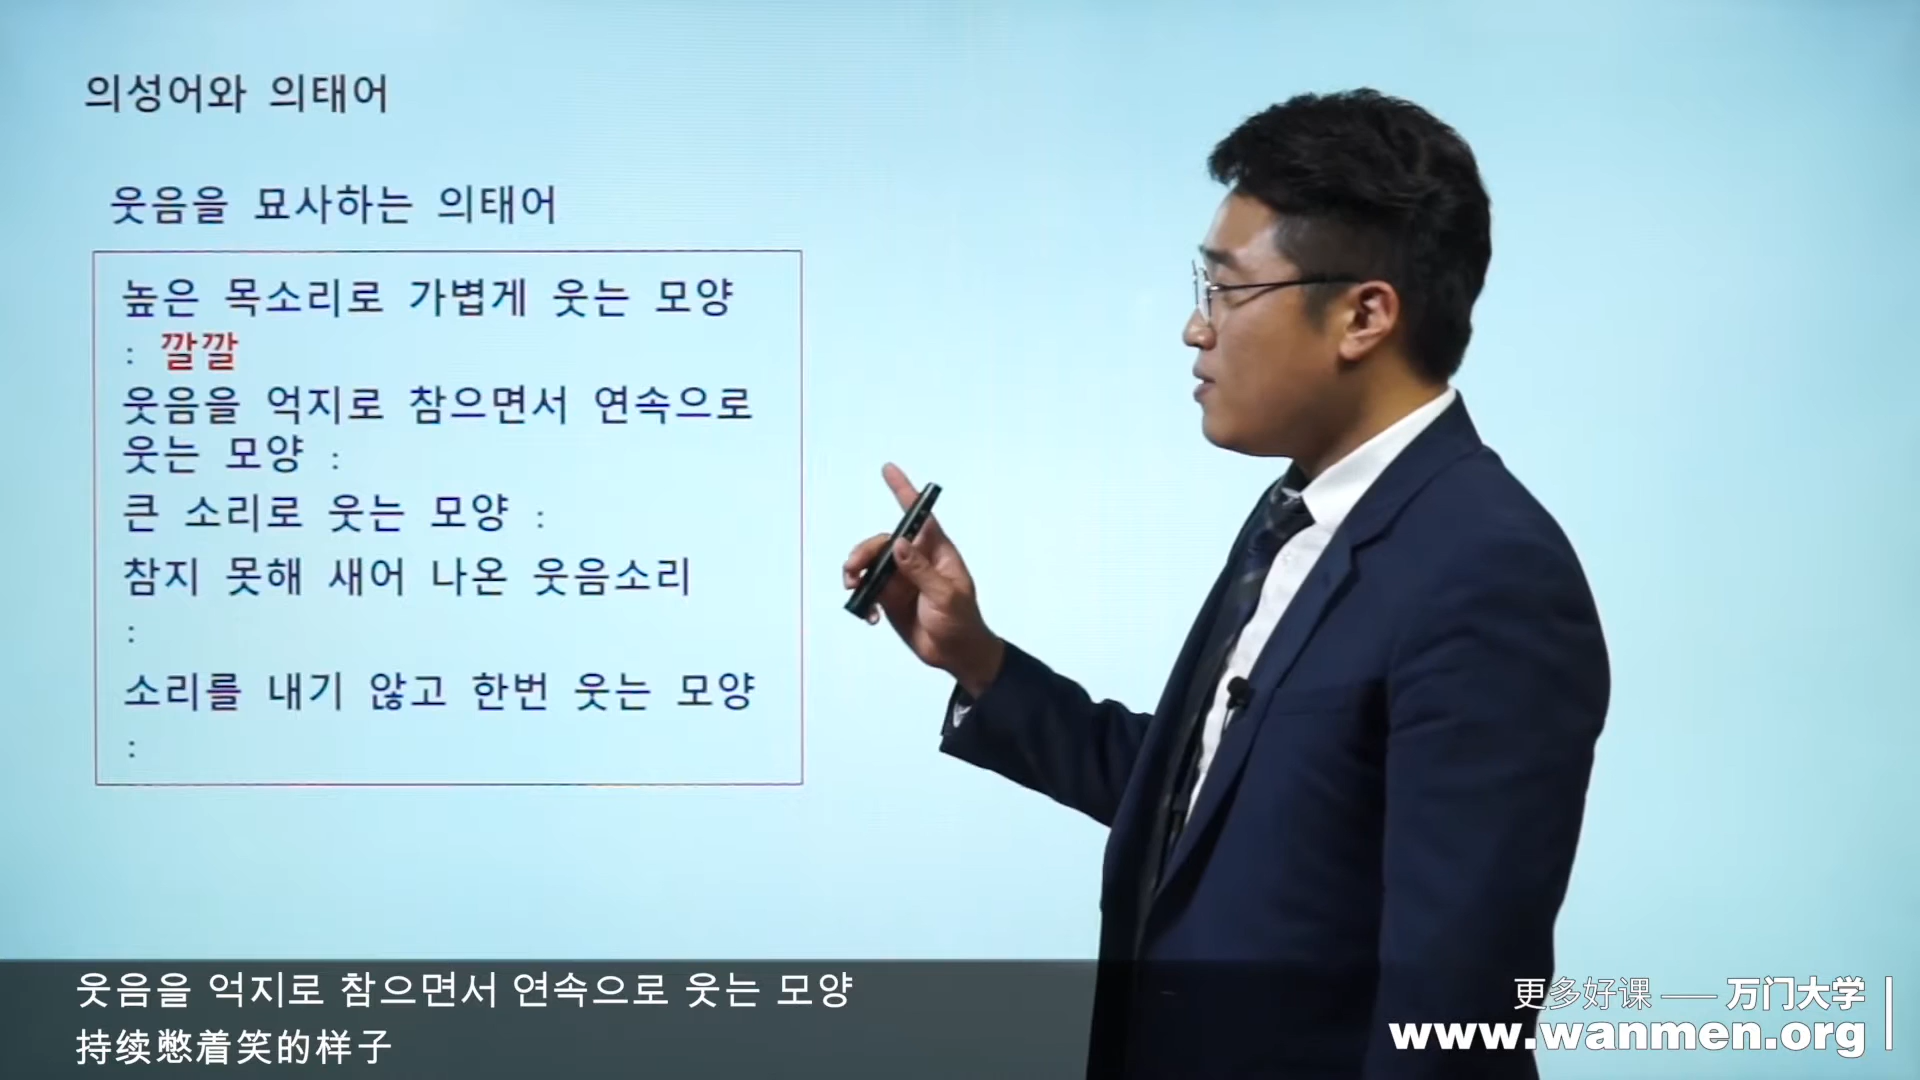 의성어와 의태어
웃음을 묘사하는 의태어
높은 목소리로 가볍게 웃는 모양
: 깔깔
웃음을 억지로 참으면서 연속으로
웃는 모양 :
큰 소리로 웃는 모양 :
참지 못해 새어 나온 웃음소리
:
소리를 내기 않고 한번 웃는 모양
:
웃음을 억지로 참으면서 연속으로 웃는 모양
持续憋着笑的样子
更多好课 —— 万门大学
www.wanmen.org